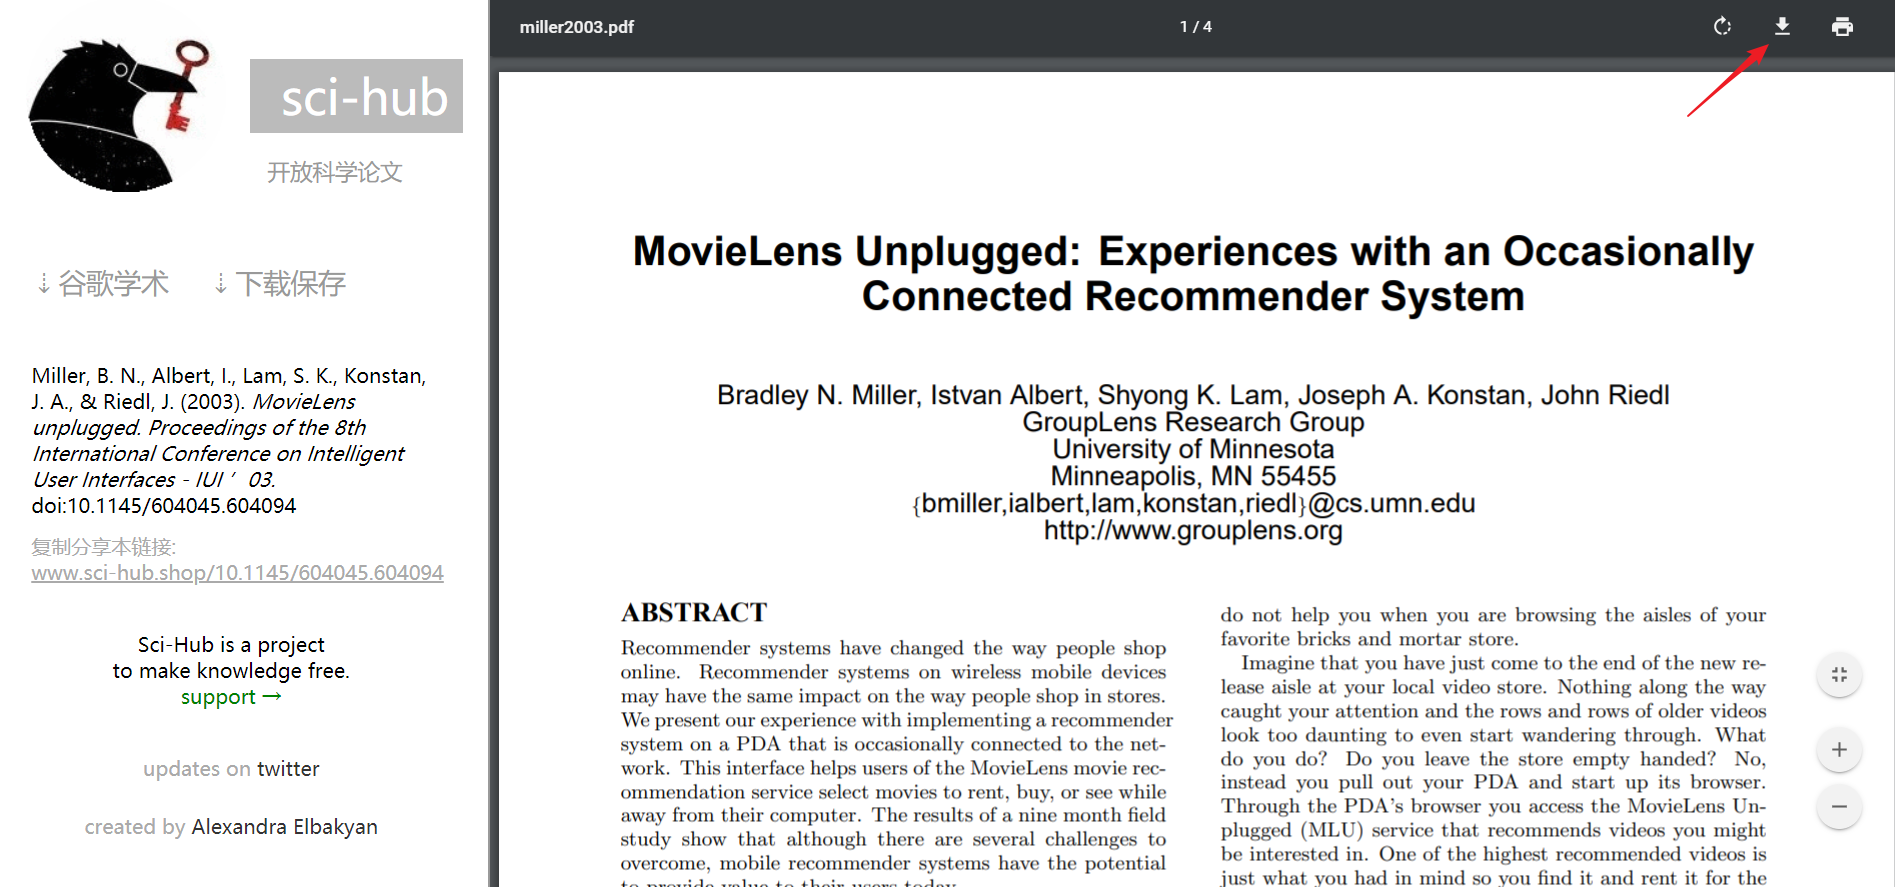 sci-hub
开放科学论文
⇣ 谷歌学术 ⇣ 下载保存
Miller, B. N., Albert, I., Lam, S. K., Konstan,
J. A., & Riedl, J. (2003). MovieLens
unplugged. Proceedings of the 8th
International Conference on Intelligent
User Interfaces - IUI ’ 03.
doi:10.1145/604045.604094
复制分享本链接:
www.sci-hub.shop/10.1145/604045.604094
Sci-Hub is a project
to make knowledge free.
support →
updates on twitter
created by Alexandra Elbakyan
miller2003.pdf
1 / 4
MovieLens Unplugged: Experiences with an Occasionally
Connected Recommender System
Bradley N. Miller, Istvan Albert, Shyong K. Lam, Joseph A. Konstan, John Riedl
GroupLens Research Group
University of Minnesota
Minneapolis, MN 55455
{bmiller,ialbert,lam,konstan,riedl}@cs.umn.edu
http://www.grouplens.org
ABSTRACT
Recommender systems have changed the way people shop
online. Recommender systems on wireless mobile devices
may have the same impact on the way people shop in stores.
We present our experience with implementing a recommender
system on a PDA that is occasionally connected to the net-
work. This interface helps users of the MovieLens movie rec-
ommendation service select movies to rent, buy, or see while
away from their computer. The results of a nine month field
study show that although there are several challenges to
overcome, mobile recommender systems have the potential
to provide value to their users today.
do not help you when you are browsing the aisles of your
favorite bricks and mortar store.
Imagine that you have just come to the end of the new re-
lease aisle at your local video store. Nothing along the way
caught your attention and the rows and rows of older videos
look too daunting to even start wandering through. What
do you do? Do you leave the store empty handed? No,
instead you pull out your PDA and start up its browser.
Through the PDA's browser you access the MovieLens Un-
plugged (MLU) service that recommends videos you might
be interested in. One of the highest recommended videos is
just what you had in mind so you find it and rent it for the